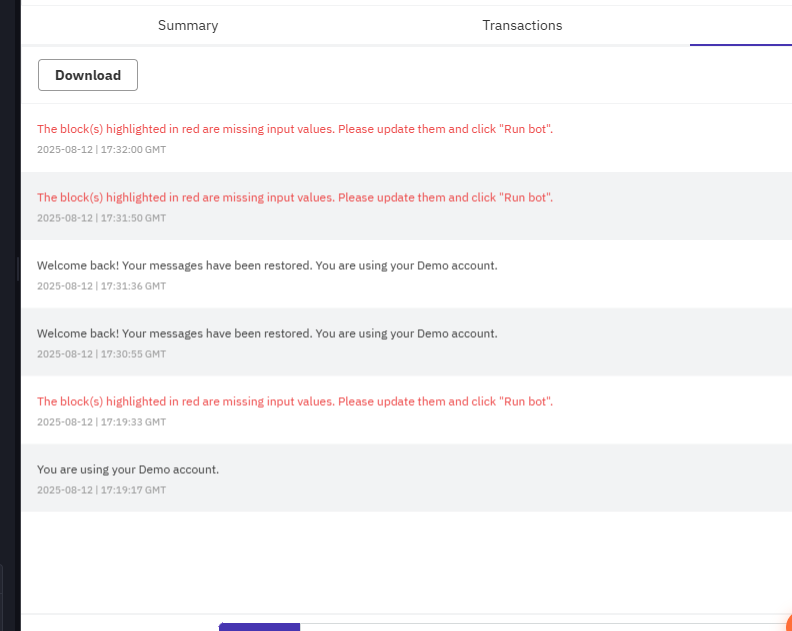 Summary
Transactions
Download
The block(s) highlighted in red are missing input values. Please update them and click "Run bot".
2025-08-12 | 17:32:00 GMT
The block(s) highlighted in red are missing input values. Please update them and click "Run bot".
2025-08-12 | 17:31:50 GMT
Welcome back! Your messages have been restored. You are using your Demo account.
2025-08-12 | 17:31:36 GMT
Welcome back! Your messages have been restored. You are using your Demo account.
2025-08-12 | 17:30:55 GMT
The block(s) highlighted in red are missing input values. Please update them and click "Run bot".
2025-08-12 | 17:19:33 GMT
You are using your Demo account.
2025-08-12 | 17:19:17 GMT